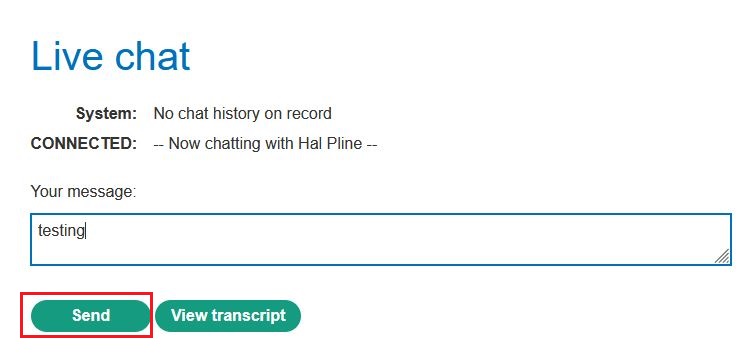 Live chat
System: No chat history on record
CONNECTED: -- Now chatting with Hal Pline --
Your message:
testing
Send View transcript